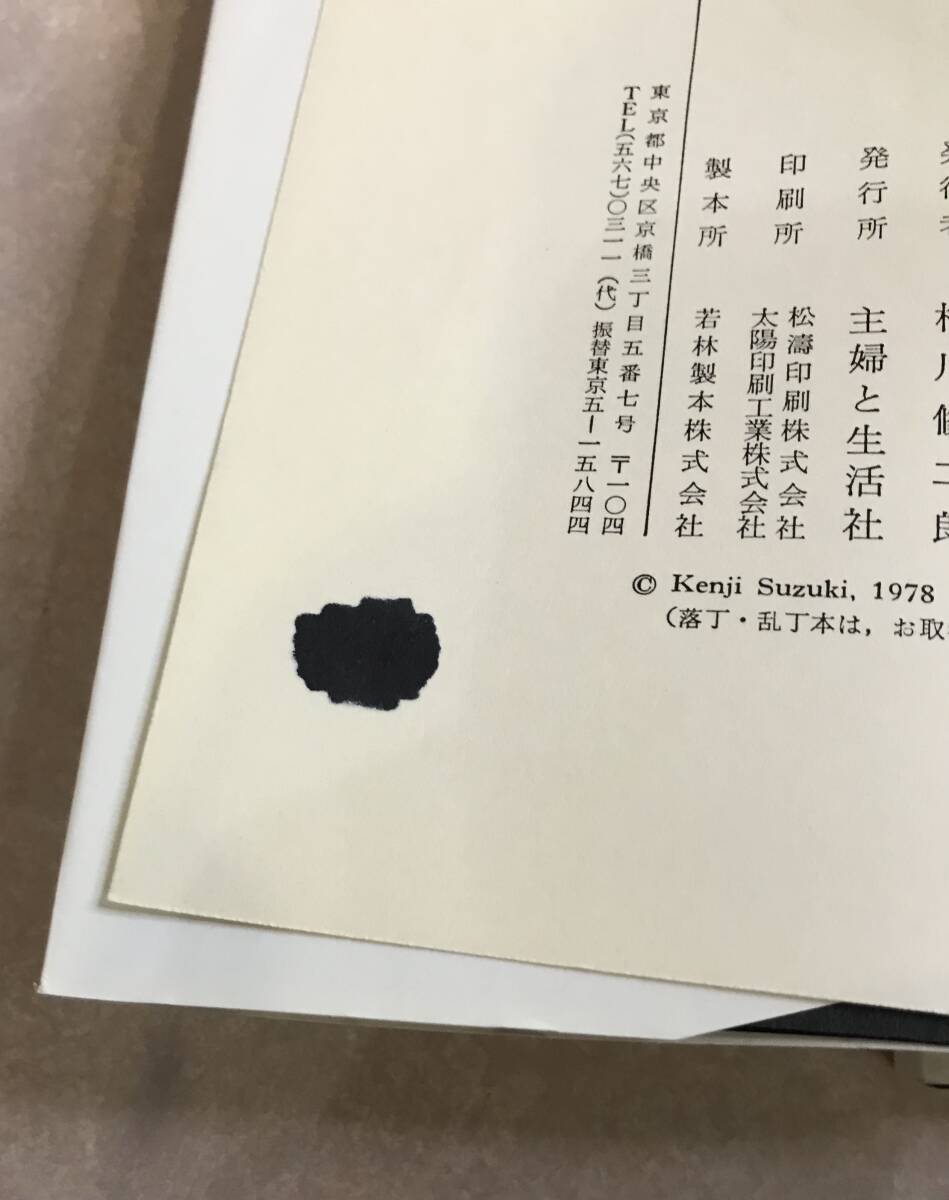 発行所　主婦と生活社
印刷所　松濤印刷株式会社
太陽印刷工業株式会社
製本所　若林製本株式会社
東京都中央区京橋三丁目五番七号 〒一〇四
TEL(五六七)〇三一一(代) 振替東京五ー一五八四四
© Kenji Suzuki, 1978
(落丁・乱丁本は，お取